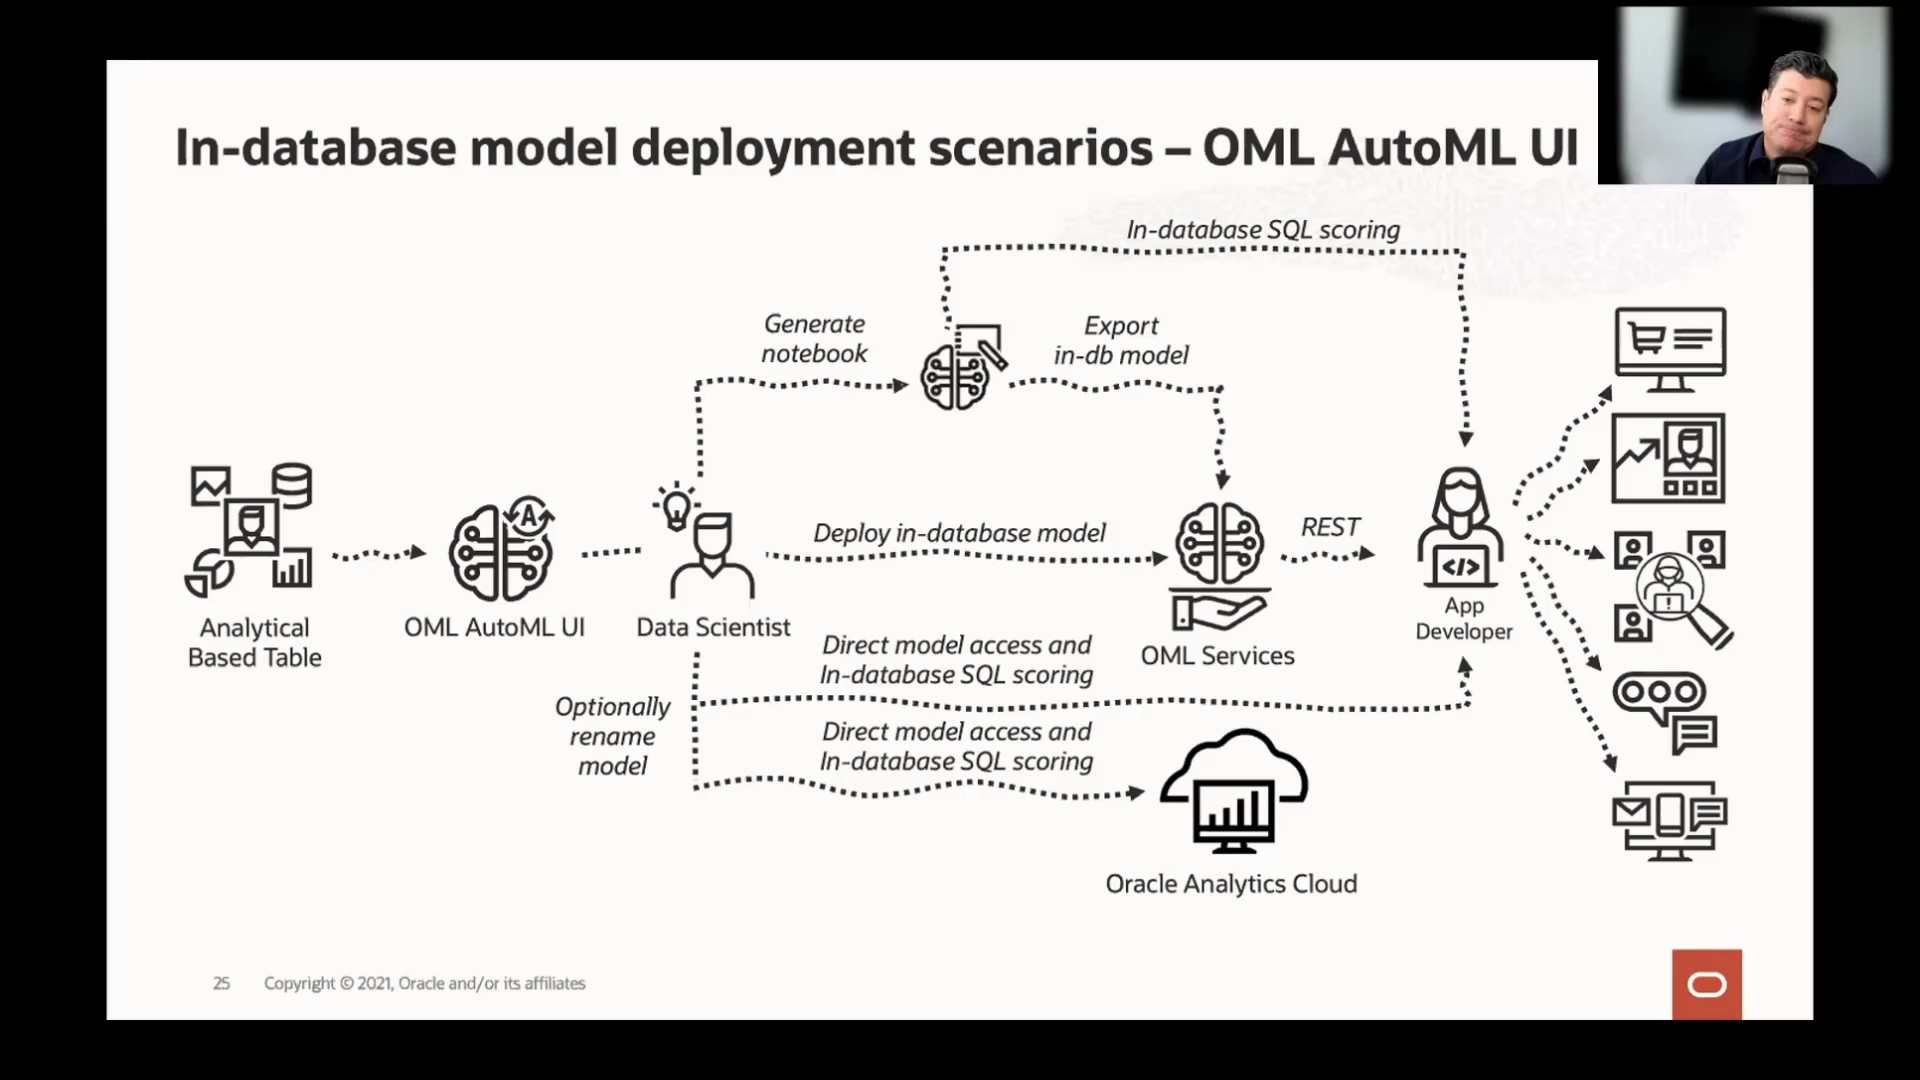 In-database model deployment scenarios – OML AutoML UI
In-database SQL scoring
Generate
notebook
Export
in-db model
A
Deploy in-database model
REST
</>
Analytical
Based Table
OML AutoML UI
Data Scientist
OML Services
App
Developer
Direct model access and
In-database SQL scoring
Optionally
rename
model
Direct model access and
In-database SQL scoring
Oracle Analytics Cloud
25
Copyright © 2021, Oracle and/or its affiliates